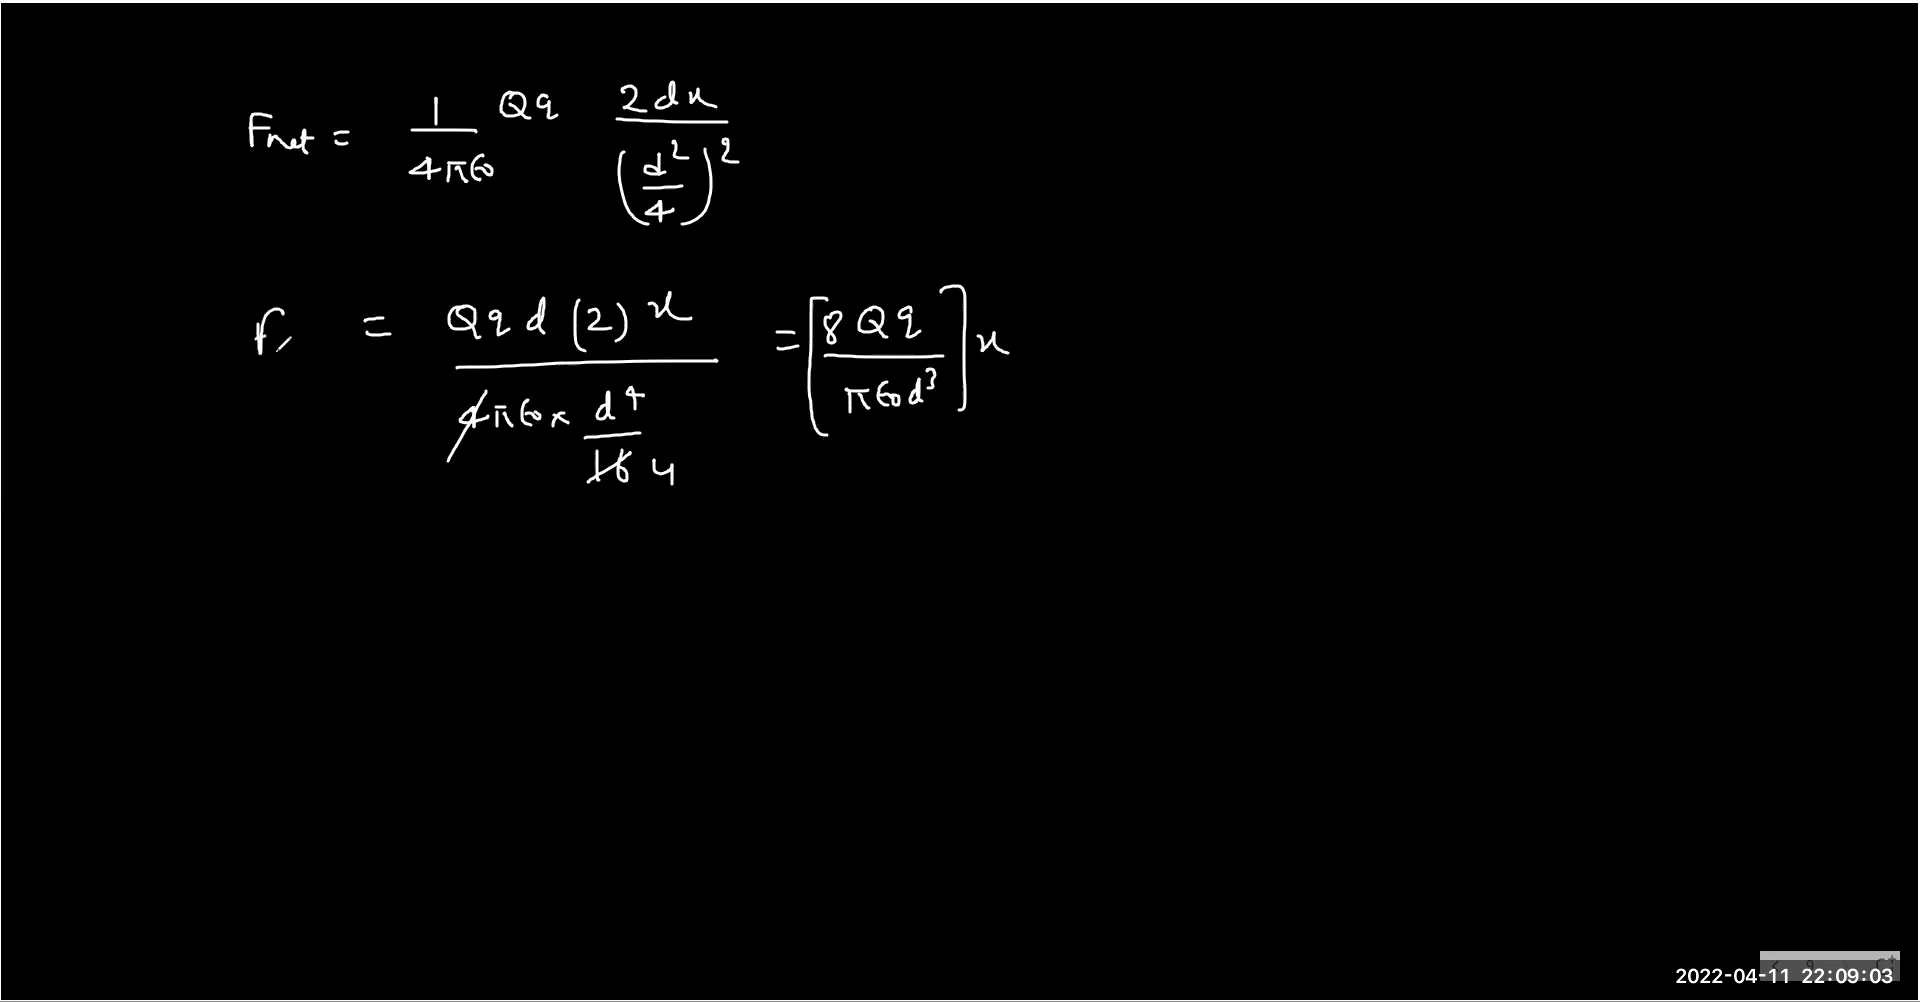 Fnet = 1/4πϵ0 Qq 2dx/(d²/4)²
F, = Qqd(2)x/4πϵ0 × d⁴/16 4 = [8Qq/πϵ0d³]x
2022-04-11 22:09:03